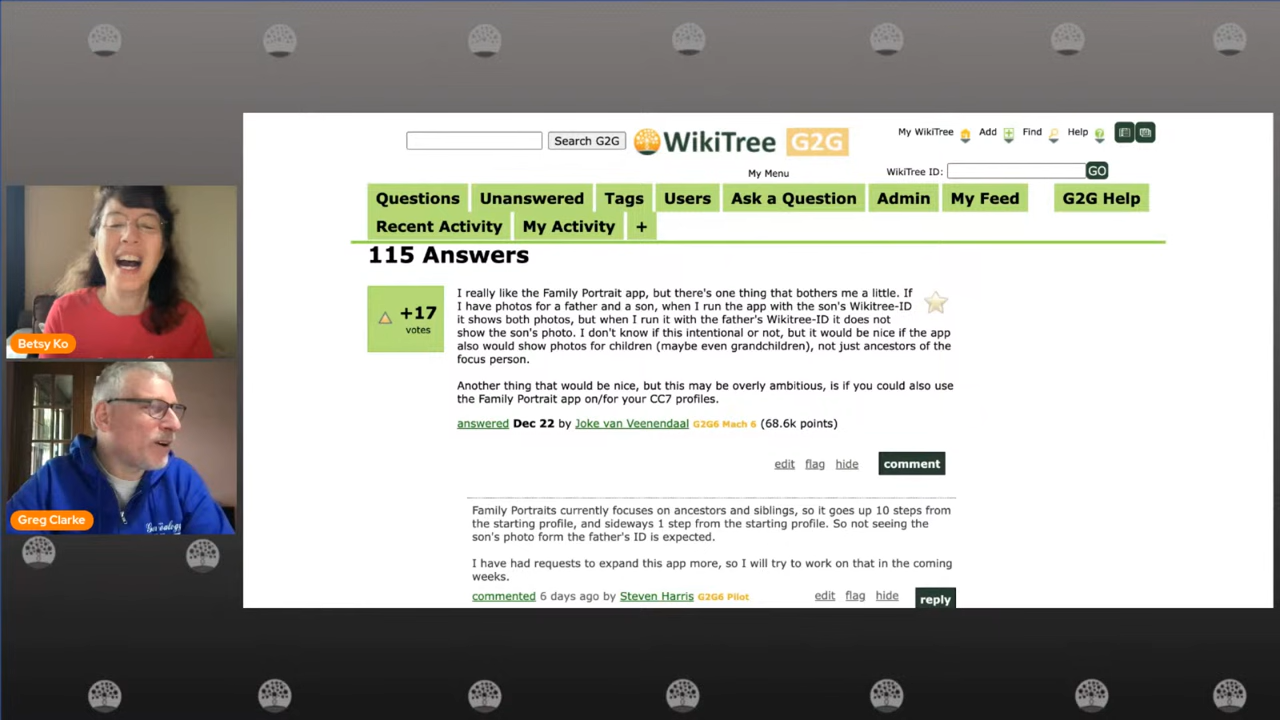 Search G2G
WikiTree G2G
My WikiTree Add Find Help
My Menu
WikiTree ID: GO
Questions Unanswered Tags Users Ask a Question Admin My Feed G2G Help
Recent Activity My Activity +
115 Answers
+17
votes
I really like the Family Portrait app, but there's one thing that bothers me a little. If
I have photos for a father and a son, when I run the app with the son's Wikitree-ID
it shows both photos, but when I run it with the father's Wikitree-ID it does not
show the son's photo. I don't know if this intentional or not, but it would be nice if the app
also would show photos for children (maybe even grandchildren), not just ancestors of the
focus person.
Another thing that would be nice, but this may be overly ambitious, is if you could also use
the Family Portrait app on/for your CC7 profiles.
answered Dec 22 by Joke van Veenendaal G2G6 Mach 6 (68.6k points)
edit flag hide comment
Family Portraits currently focuses on ancestors and siblings, so it goes up 10 steps from
the starting profile, and sideways 1 step from the starting profile. So not seeing the
son's photo form the father's ID is expected.
I have had requests to expand this app more, so I will try to work on that in the coming
weeks.
commented 6 days ago by Steven Harris G2G6 Pilot
edit flag hide reply
Betsy Ko
Greg Clarke